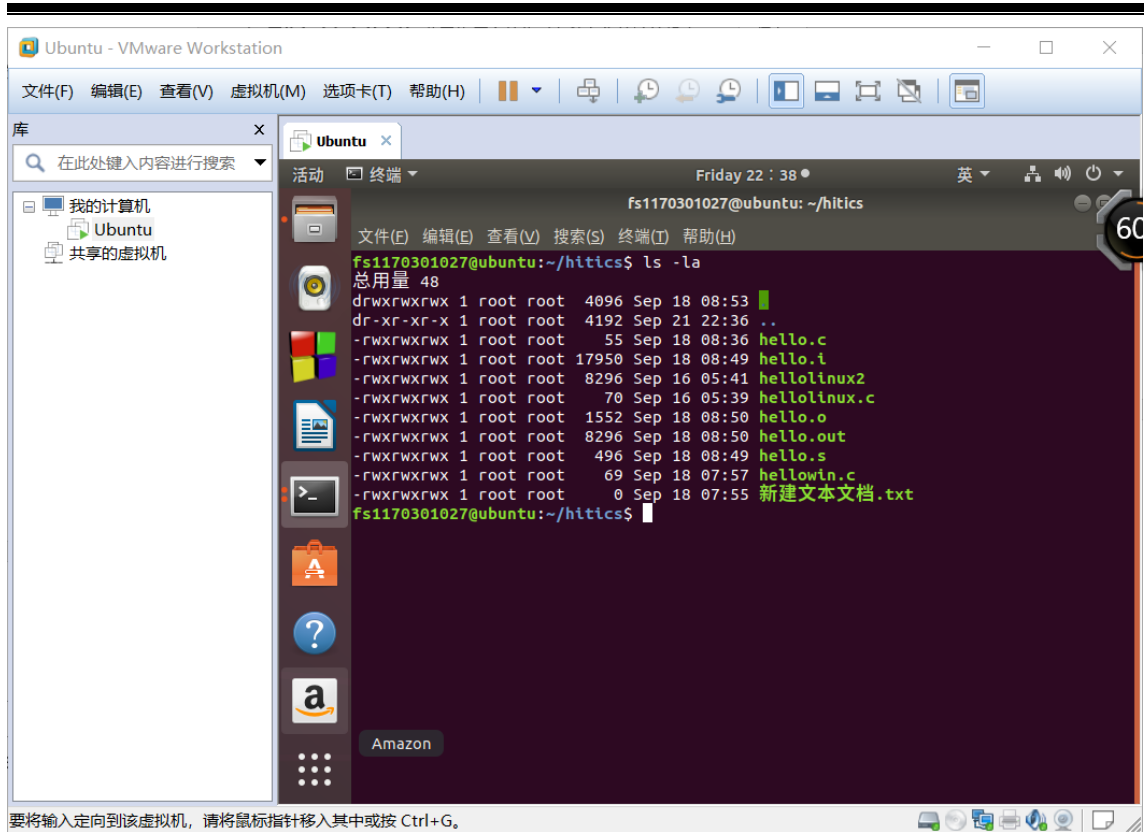 Ubuntu - VMware Workstation
文件(F) 编辑(E) 查看(V) 虚拟机(M) 选项卡(T) 帮助(H)
库
在此处键入内容进行搜索
我的计算机
Ubuntu
共享的虚拟机
Ubuntu
活动 终端 Friday 22：38 英
fs1170301027@ubuntu: ~/hitics
60
文件(F) 编辑(E) 查看(V) 搜索(S) 终端(T) 帮助(H)
fs1170301027@ubuntu:~/hitics$ ls -la
总用量 48
drwxrwxrwx 1 root root 4096 Sep 18 08:53 .
dr-xr-xr-x 1 root root 4192 Sep 21 22:36 ..
-rwxrwxrwx 1 root root 55 Sep 18 08:36 hello.c
-rwxrwxrwx 1 root root 17950 Sep 18 08:49 hello.i
-rwxrwxrwx 1 root root 8296 Sep 16 05:41 hellolinux2
-rwxrwxrwx 1 root root 70 Sep 16 05:39 hellolinux.c
-rwxrwxrwx 1 root root 1552 Sep 18 08:50 hello.o
-rwxrwxrwx 1 root root 8296 Sep 18 08:50 hello.out
-rwxrwxrwx 1 root root 496 Sep 18 08:49 hello.s
-rwxrwxrwx 1 root root 69 Sep 18 07:57 hellowin.c
-rwxrwxrwx 1 root root 0 Sep 18 07:55 新建文本文档.txt
fs1170301027@ubuntu:~/hitics$
Amazon
要将输入定向到该虚拟机，请将鼠标指针移入其中或按 Ctrl+G。